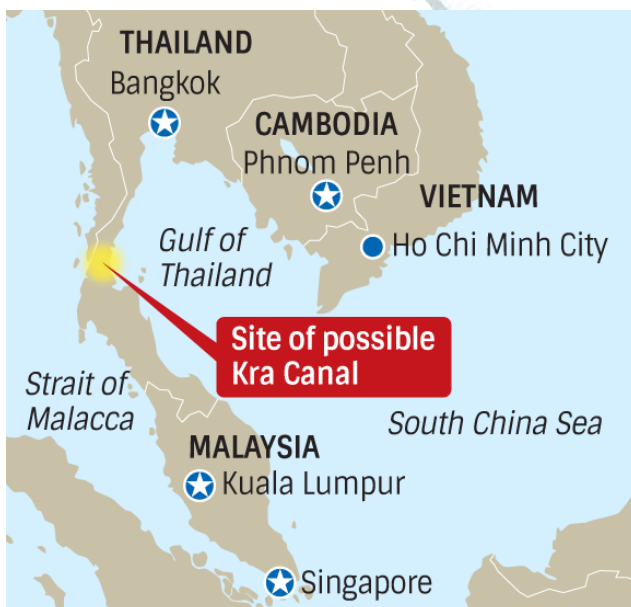 THAILAND
Bangkok
CAMBODIA
Phnom Penh
VIETNAM
Ho Chi Minh City
Gulf of
Thailand
Site of possible
Kra Canal
Strait of
Malacca
South China Sea
MALAYSIA
Kuala Lumpur
Singapore